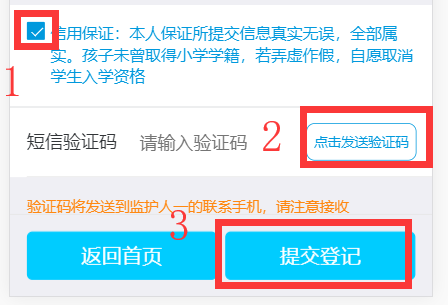 信用保证：本人保证所提交信息真实无误，全部属
实。孩子未曾取得小学学籍，若弄虚作假，自愿取消
学生入学资格
1
短信验证码 请输入验证码 2 点击发送验证码
验证码将发送到监护人一的联系手机，请注意接收
3
返回首页 提交登记